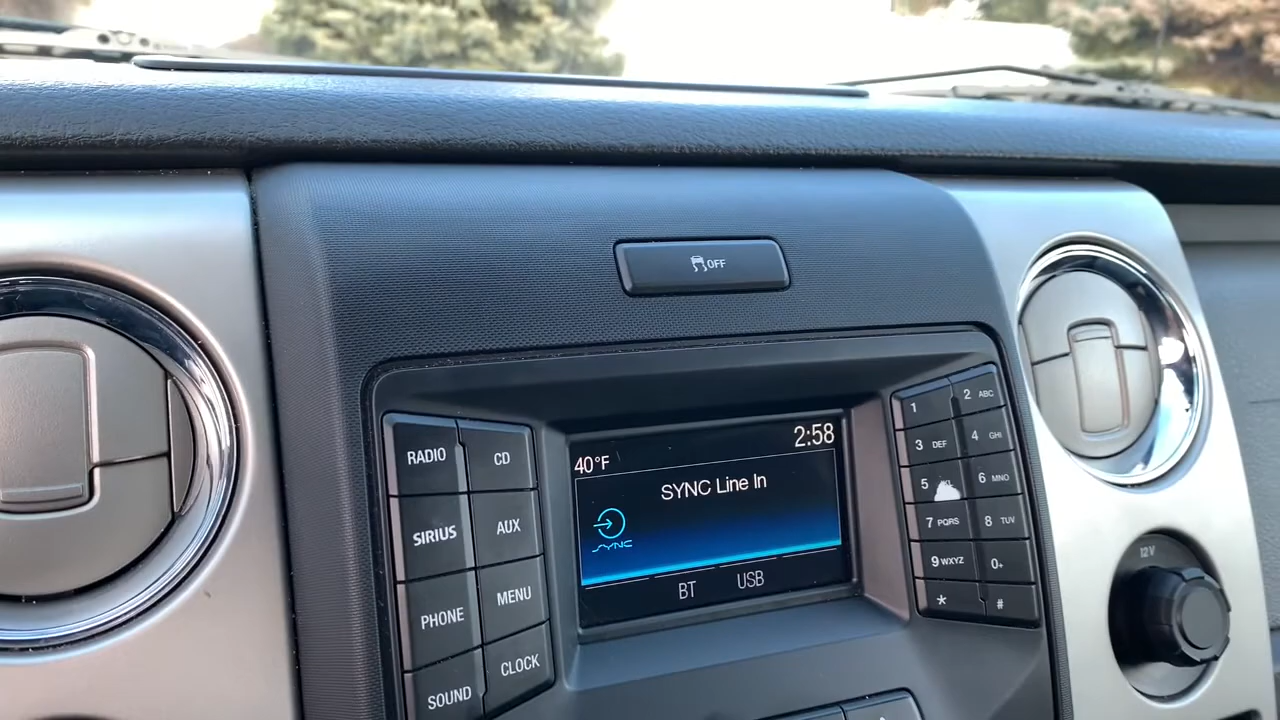 OFF
RADIO
CD
SIRIUS
AUX
PHONE
MENU
SOUND
CLOCK
2:58
40°F
SYNC Line In
SYNC
BT USB
1
2 ABC
3 DEF
4 GHI
5
6 MNO
7 PQRS
8 TUV
9 WXYZ
0+
*
#
12V